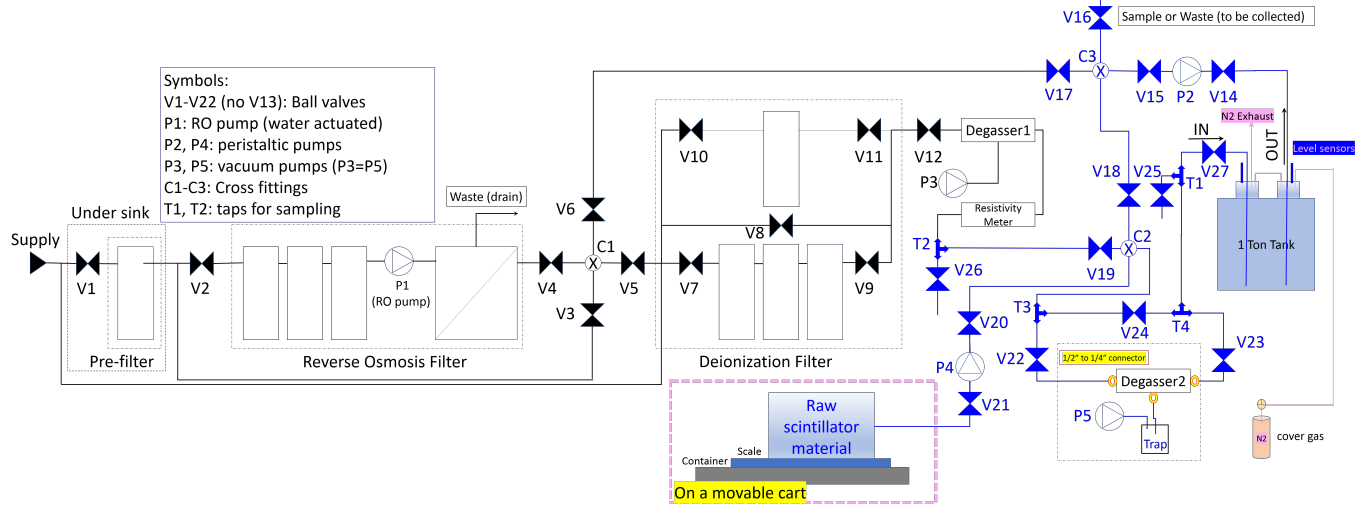 V16
Sample or Waste (to be collected)
C3
V17
V15
P2
V14
Symbols:
V1-V22 (no V13): Ball valves
P1: RO pump (water actuated)
P2, P4: peristaltic pumps
P3, P5: vacuum pumps (P3=P5)
C1-C3: Cross fittings
T1, T2: taps for sampling
N2 Exhaust
IN
OUT
Level sensors
V10
V11
V12
Degasser1
V27
V18
V25
T1
P3
Waste (drain)
Under sink
V6
V8
Resistivity
Meter
Supply
C1
T2
C2
1 Ton Tank
V1
V2
P1
(RO pump)
V4
V5
V7
V9
V26
V19
V3
V20
T3
V24
T4
V23
Pre-filter
Reverse Osmosis Filter
Deionization Filter
P4
V22
1/2" to 1/4" connector
Degasser2
V21
Raw
scintillator
material
P5
Trap
N2
cover gas
Scale
Container
On a movable cart